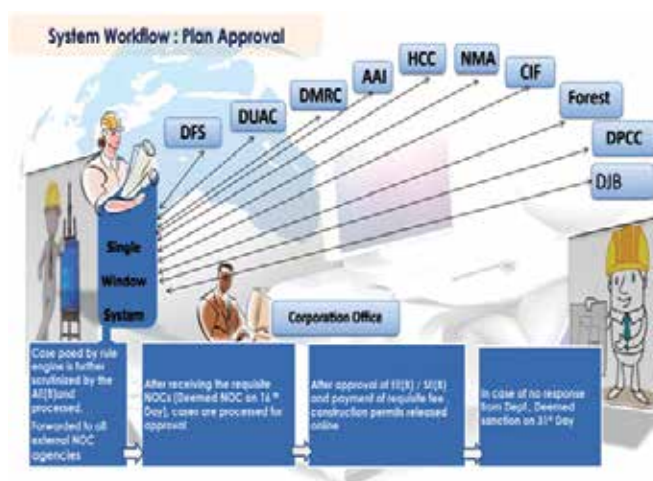 System Workflow : Plan Approval
DFS
DUAC
DMRC
AAI
HCC
NMA
CIF
Forest
DPCC
DJB
Single
Window
System
Corporation Office
Case paed by rule
engine is further
scrutinized by the
AE(B)and
processed.
Forwarded to all
external NOC
agencies
After receiving the requisite
NOCs (Deemed NOC on 16 th
Day), cases are processed for
approval
After approval of EE(B) / SE(B)
and payment of requisite fee
construction permits released
online
In case of no response
from Dept., Deemed
sanction on 31st Day